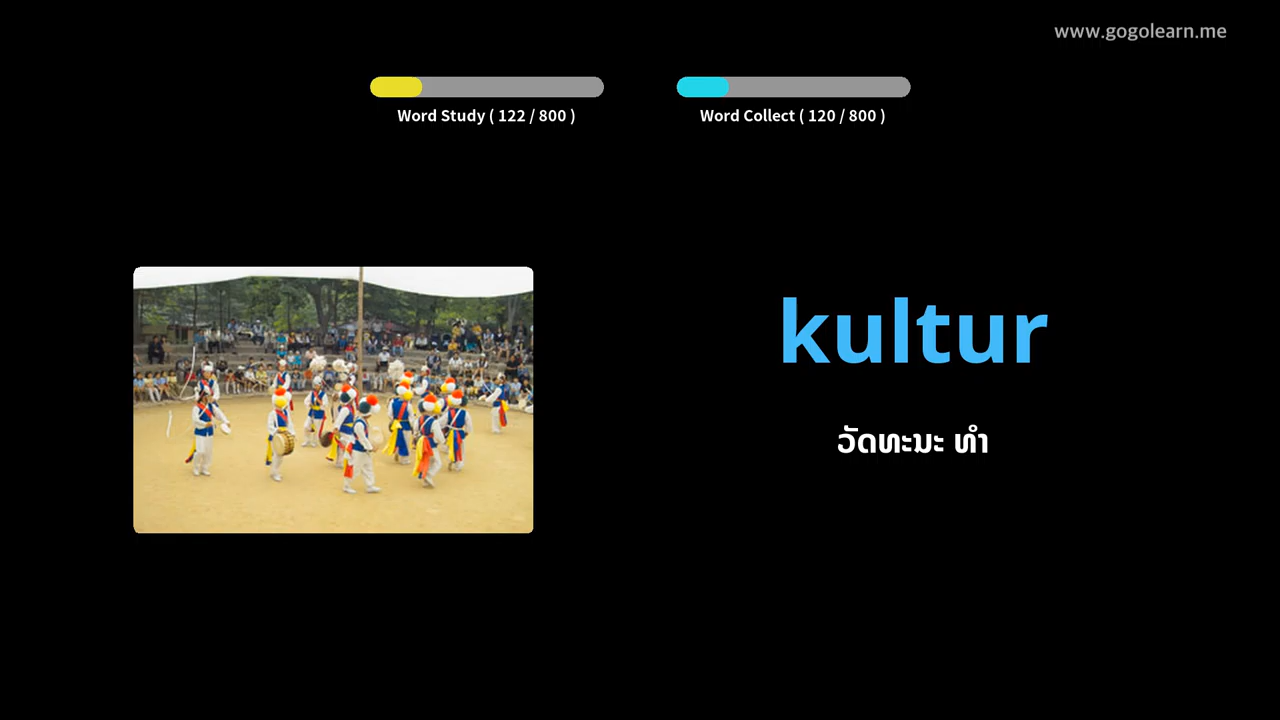 www.gogolearn.me
Word Study ( 122 / 800 )
Word Collect ( 120 / 800 )
kultur
ວັດທະນະ ທຳ